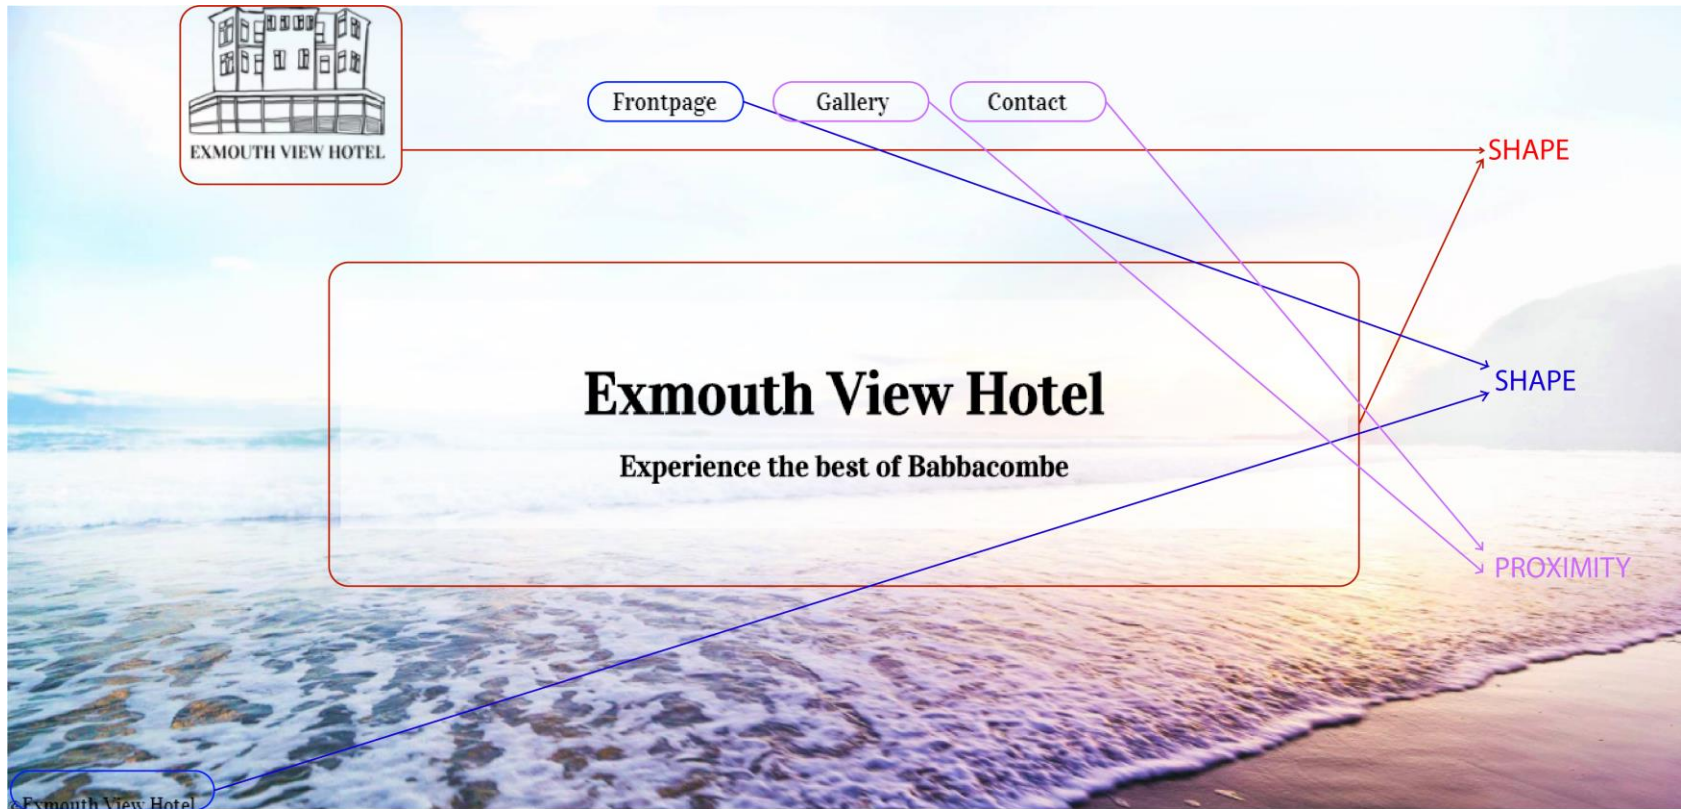 EXMOUTH VIEW HOTEL
Frontpage
Gallery
Contact
SHAPE
Exmouth View Hotel
SHAPE
Experience the best of Babbacombe
PROXIMITY
Exmouth View Hotel